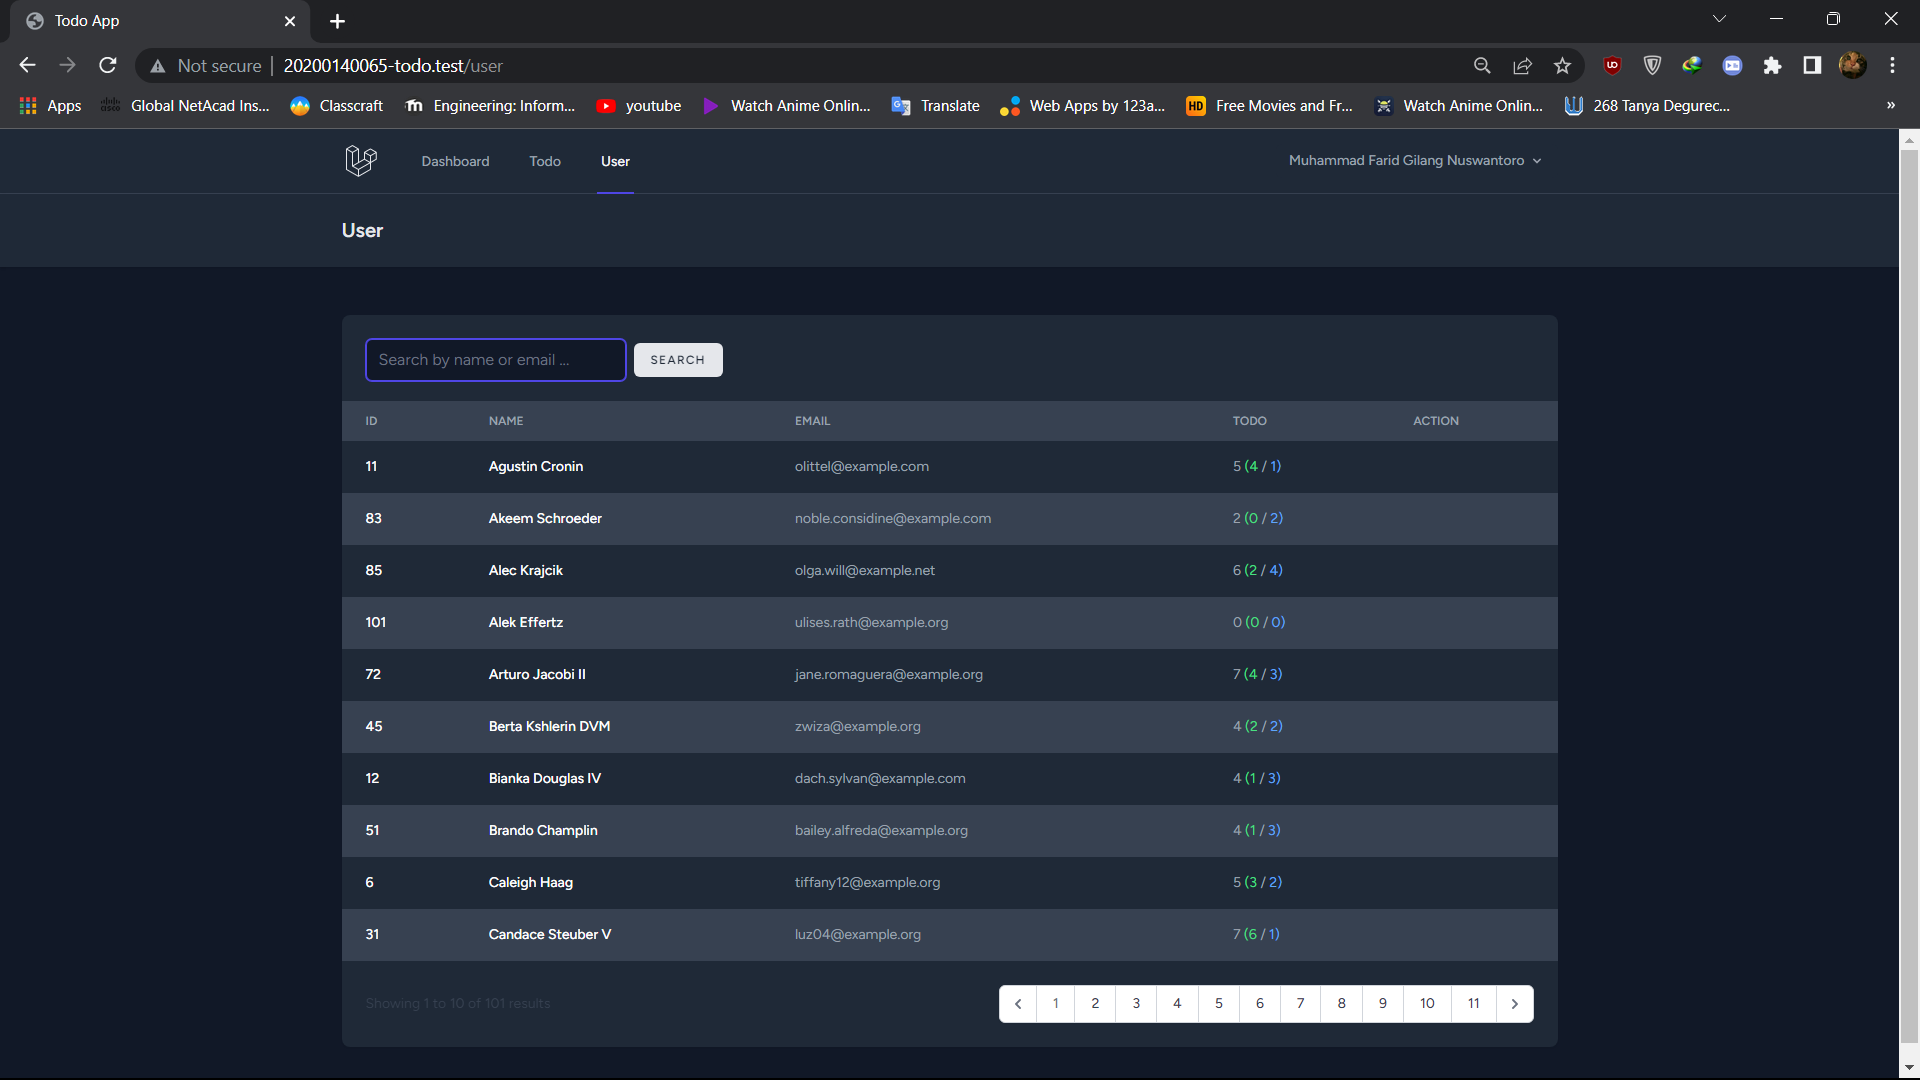 Todo App
Not secure 20200140065-todo.test/user
Apps Global NetAcad Ins... Classcraft Engineering: Inform... youtube Watch Anime Onlin... Translate Web Apps by 123a... HD Free Movies and Fr... Watch Anime Onlin... 268 Tanya Degurec... »
Dashboard Todo User Muhammad Farid Gilang Nuswantoro
User
Search by name or email ... SEARCH
ID NAME EMAIL TODO ACTION
11 Agustin Cronin olittel@example.com 5 (4 / 1)
83 Akeem Schroeder noble.considine@example.com 2 (0 / 2)
85 Alec Krajcik olga.will@example.net 6 (2 / 4)
101 Alek Effertz ulises.rath@example.org 0 (0 / 0)
72 Arturo Jacobi II jane.romaguera@example.org 7 (4 / 3)
45 Berta Kshlerin DVM zwiza@example.org 4 (2 / 2)
12 Bianka Douglas IV dach.sylvan@example.com 4 (1 / 3)
51 Brando Champlin bailey.alfreda@example.org 4 (1 / 3)
6 Caleigh Haag tiffany12@example.org 5 (3 / 2)
31 Candace Steuber V luz04@example.org 7 (6 / 1)
Showing 1 to 10 of 101 results 1 2 3 4 5 6 7 8 9 10 11